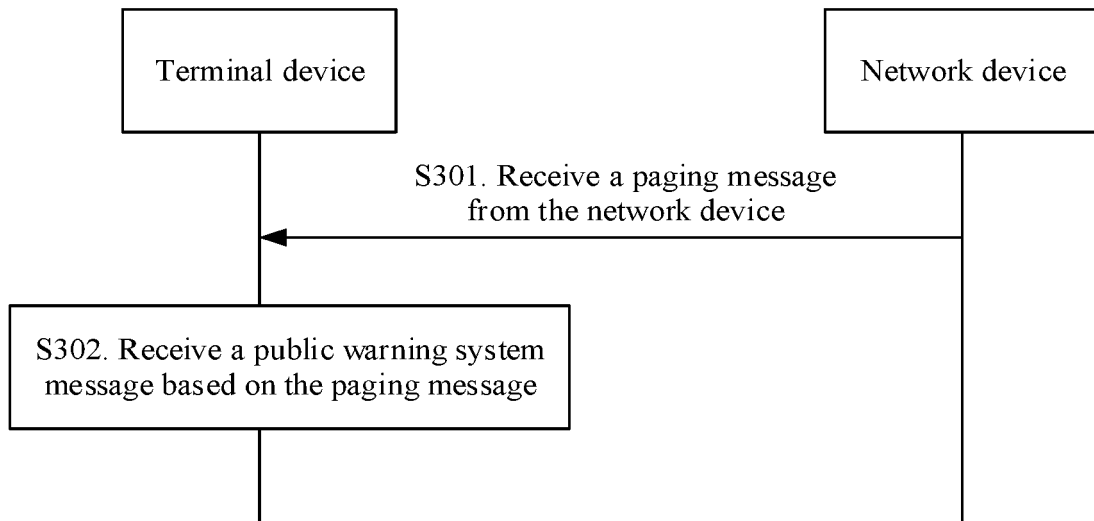 Terminal device
Network device
S301. Receive a paging message
from the network device
S302. Receive a public warning system
message based on the paging message